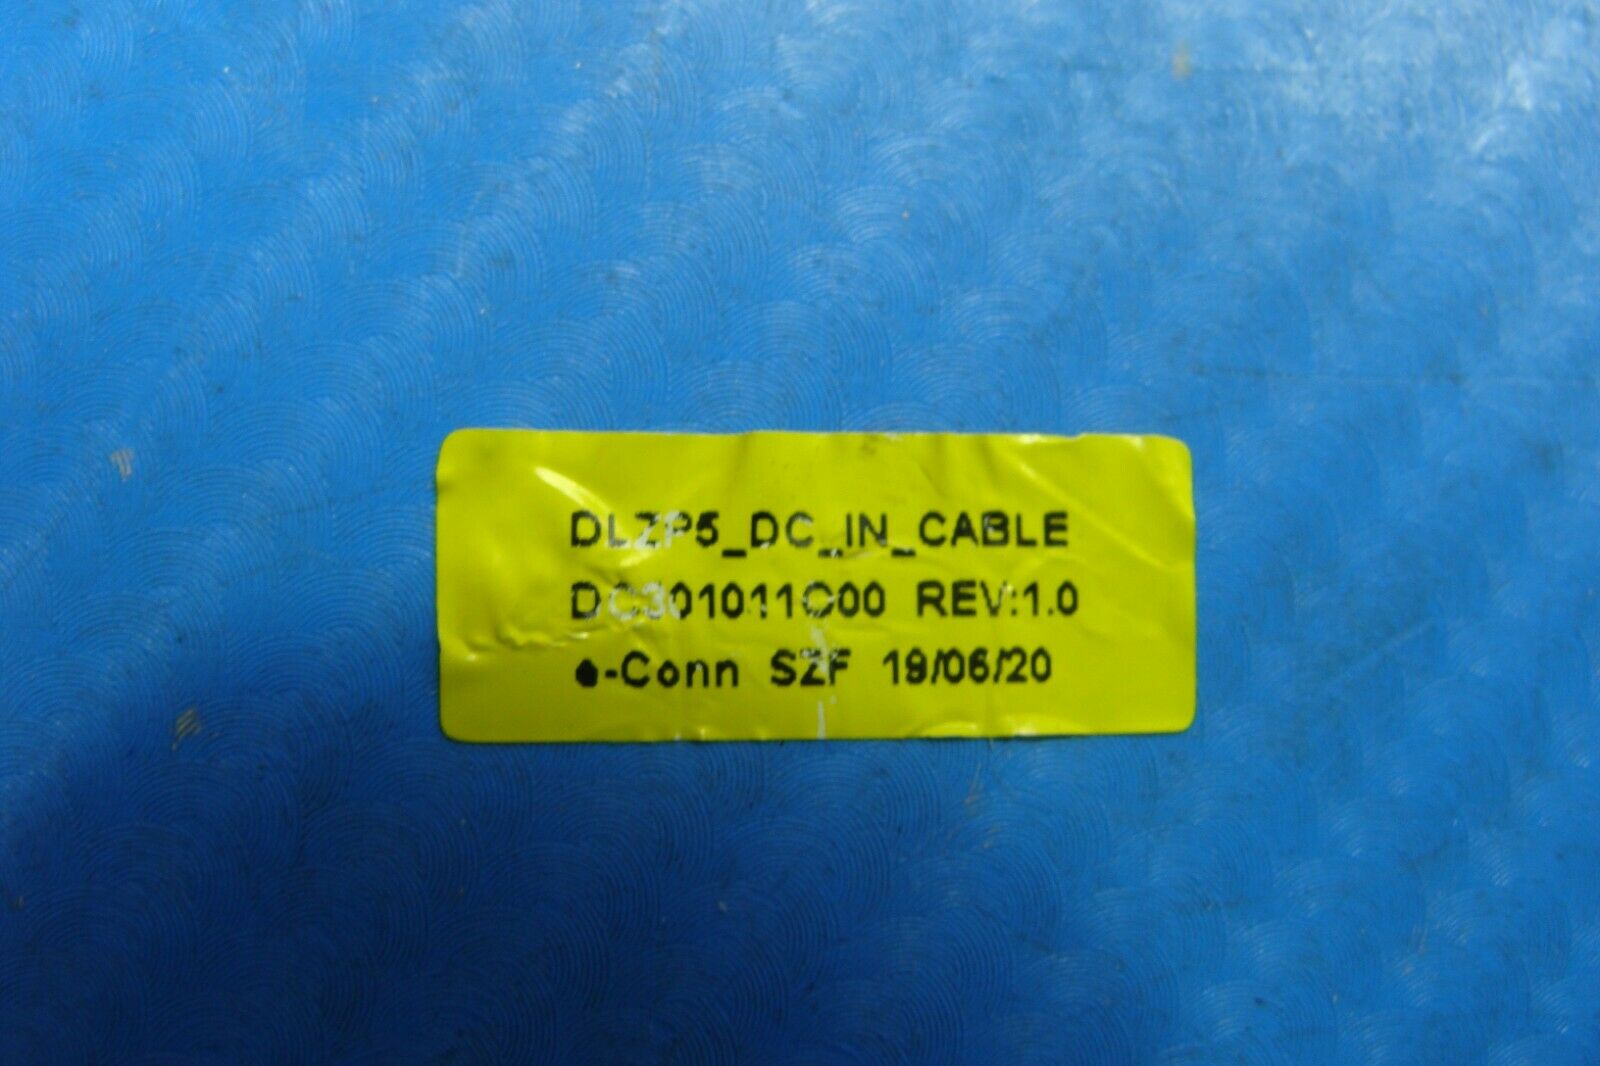 DLZP5_DC_IN_CABLE
DC301011C00 REV:1.0
e-Conn SZF 19/06/20